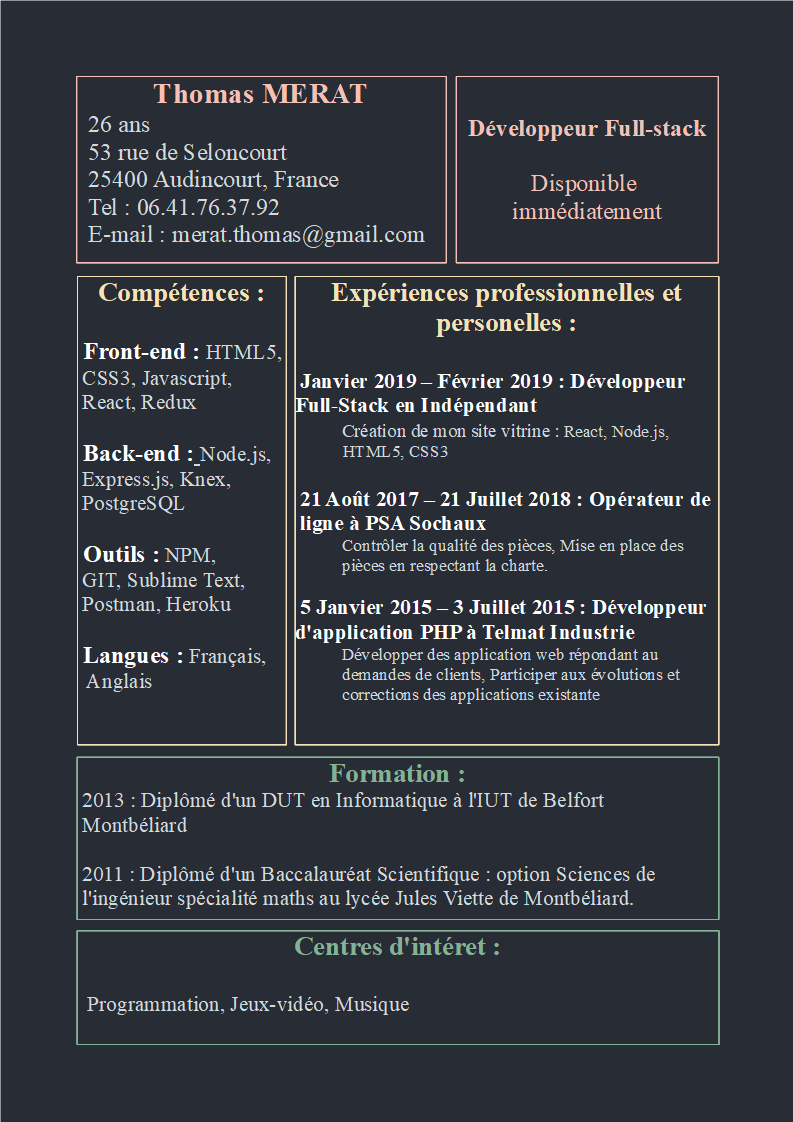 Thomas MERAT
26 ans
53 rue de Seloncourt
25400 Audincourt, France
Tel : 06.41.76.37.92
E-mail : merat.thomas@gmail.com
Développeur Full-stack
Disponible
immédiatement
Compétences :
Front-end : HTML5,
CSS3, Javascript,
React, Redux
Back-end : Node.js,
Express.js, Knex,
PostgreSQL
Outils : NPM,
GIT, Sublime Text,
Postman, Heroku
Langues : Français,
Anglais
Expériences professionnelles et
personelles :
Janvier 2019 – Février 2019 : Développeur
Full-Stack en Indépendant
Création de mon site vitrine : React, Node.js,
HTML5, CSS3
21 Août 2017 – 21 Juillet 2018 : Opérateur de
ligne à PSA Sochaux
Contrôler la qualité des pièces, Mise en place des
pièces en respectant la charte.
5 Janvier 2015 – 3 Juillet 2015 : Développeur
d'application PHP à Telmat Industrie
Développer des application web répondant au
demandes de clients, Participer aux évolutions et
corrections des applications existante
Formation :
2013 : Diplômé d'un DUT en Informatique à l'IUT de Belfort
Montbéliard
2011 : Diplômé d'un Baccalauréat Scientifique : option Sciences de
l'ingénieur spécialité maths au lycée Jules Viette de Montbéliard.
Centres d'intéret :
Programmation, Jeux-vidéo, Musique